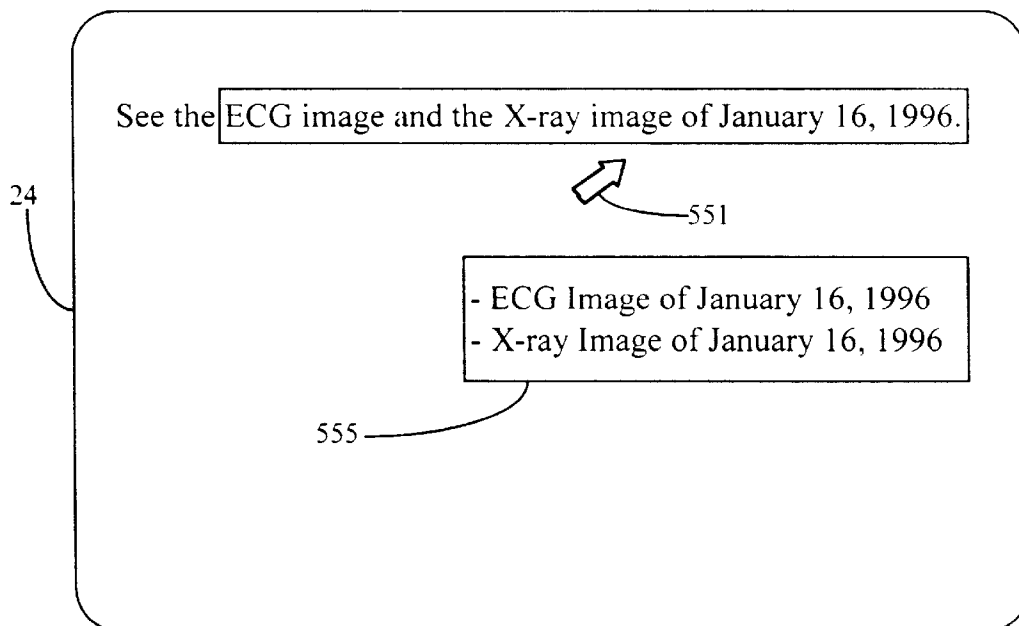 See the ECG image and the X-ray image of January 16, 1996.
24
551
- ECG Image of January 16, 1996
- X-ray Image of January 16, 1996
555